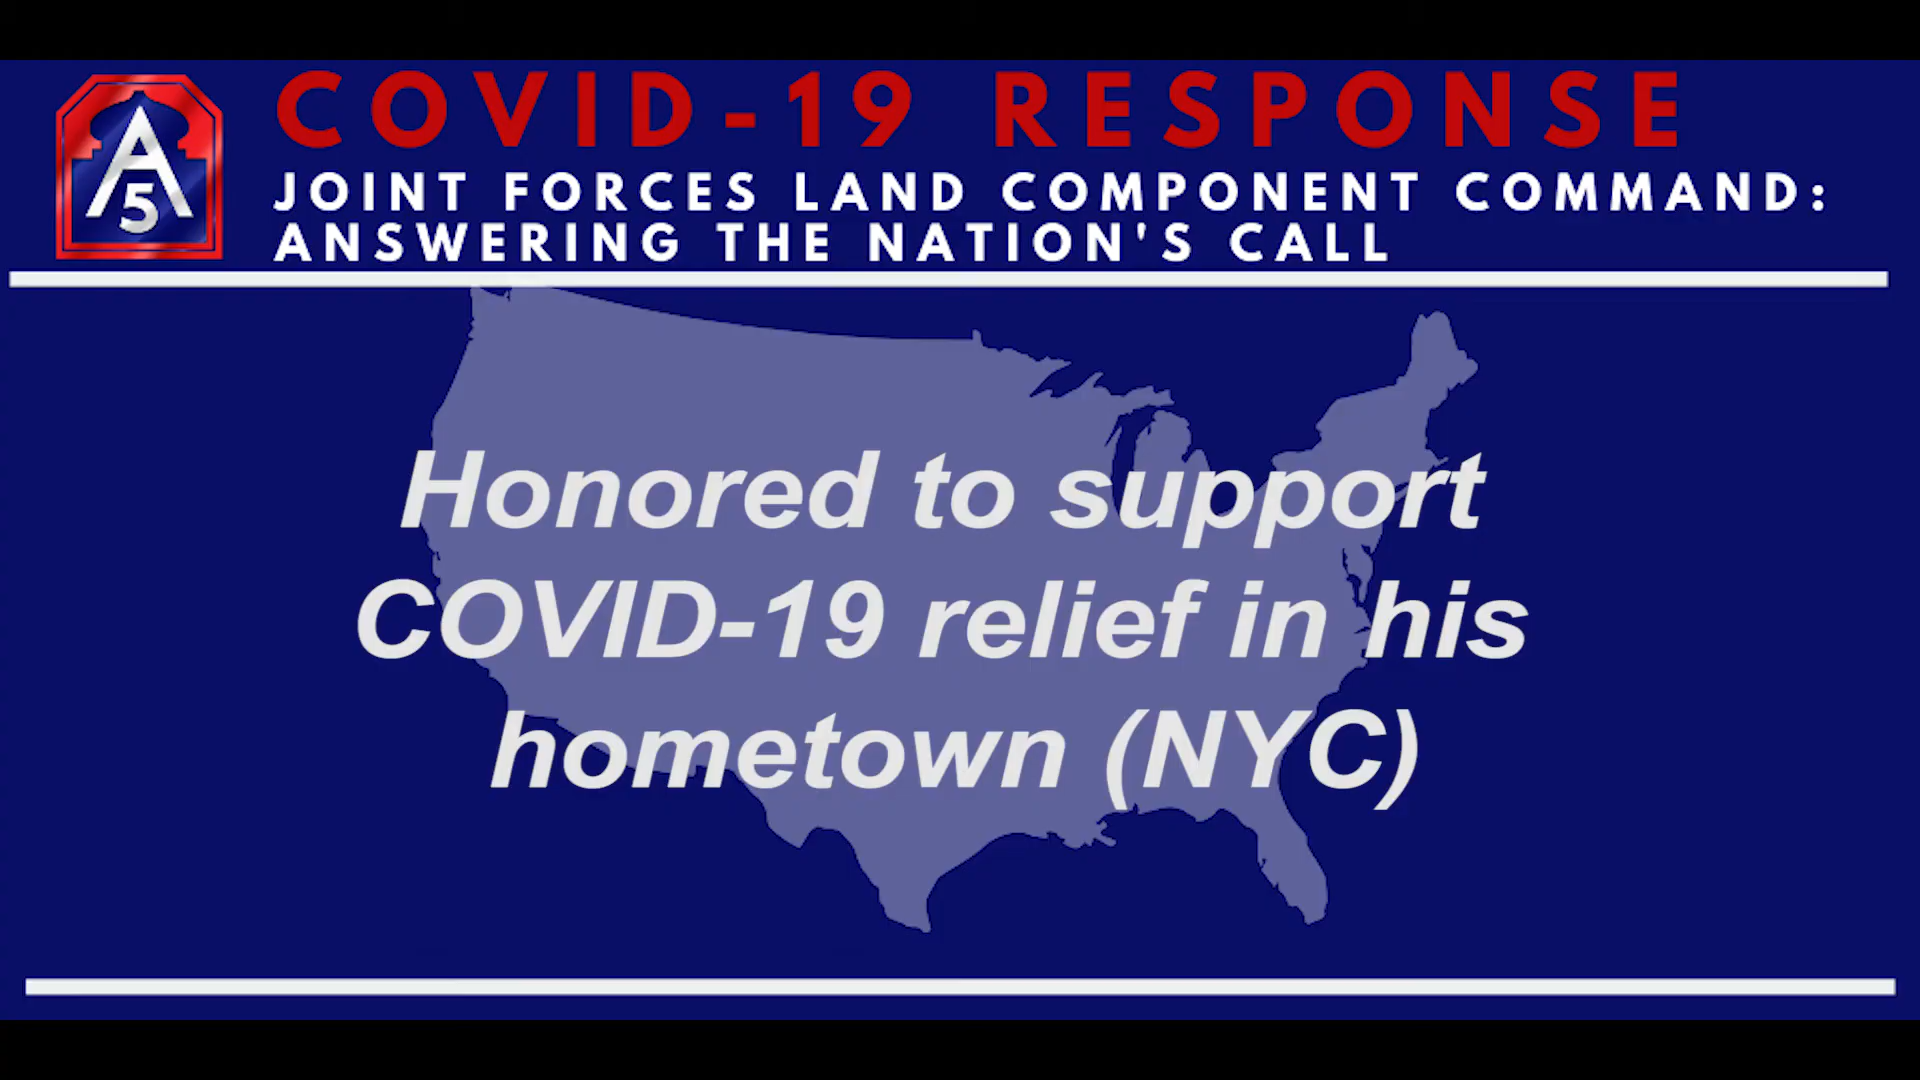 A
5
COVID-19 RESPONSE
JOINT FORCES LAND COMPONENT COMMAND:
ANSWERING THE NATION'S CALL
Honored to support
COVID-19 relief in his
hometown (NYC)